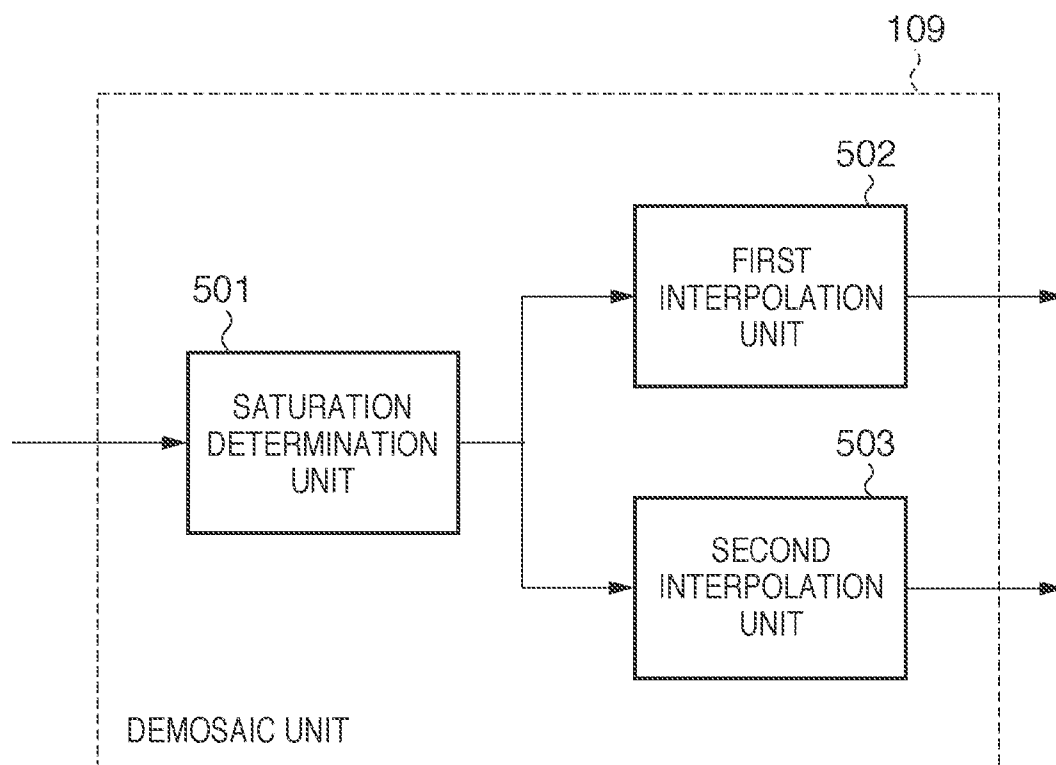 109
502
FIRST
INTERPOLATION
UNIT
501
SATURATION
DETERMINATION
UNIT
503
SECOND
INTERPOLATION
UNIT
DEMOSAIC UNIT